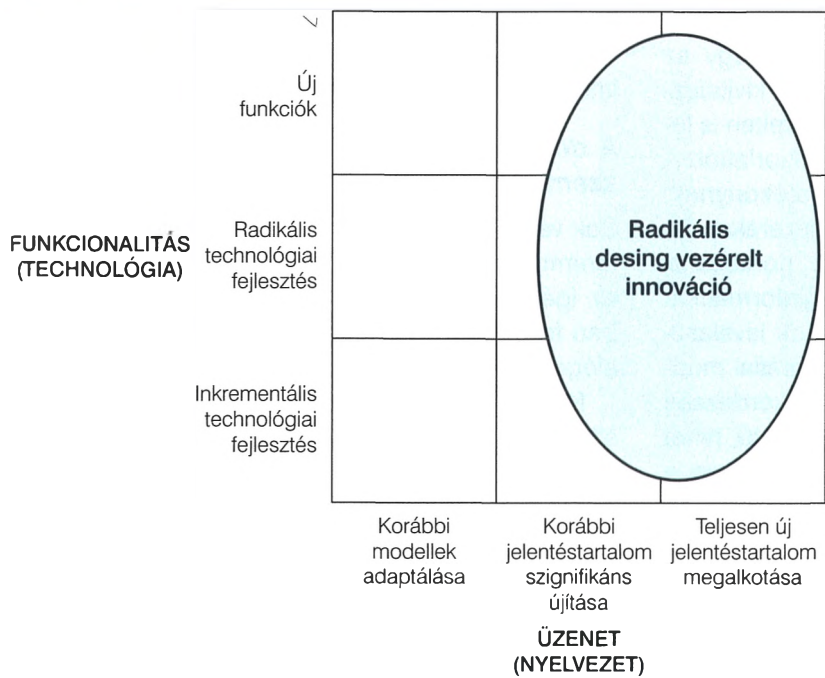 Új
funkciók
FUNKCIONALITÁS
(TECHNOLÓGIA)
Radikális
technológiai
fejlesztés
Radikális
desing vezérelt
innováció
Inkrementális
technológiai
fejlesztés
Korábbi
modellek
adaptálása
Korábbi
jelentéstartalom
szignifikáns
újítása
Teljesen új
jelentéstartalom
megalkotása
ÜZENET
(NYELVEZET)